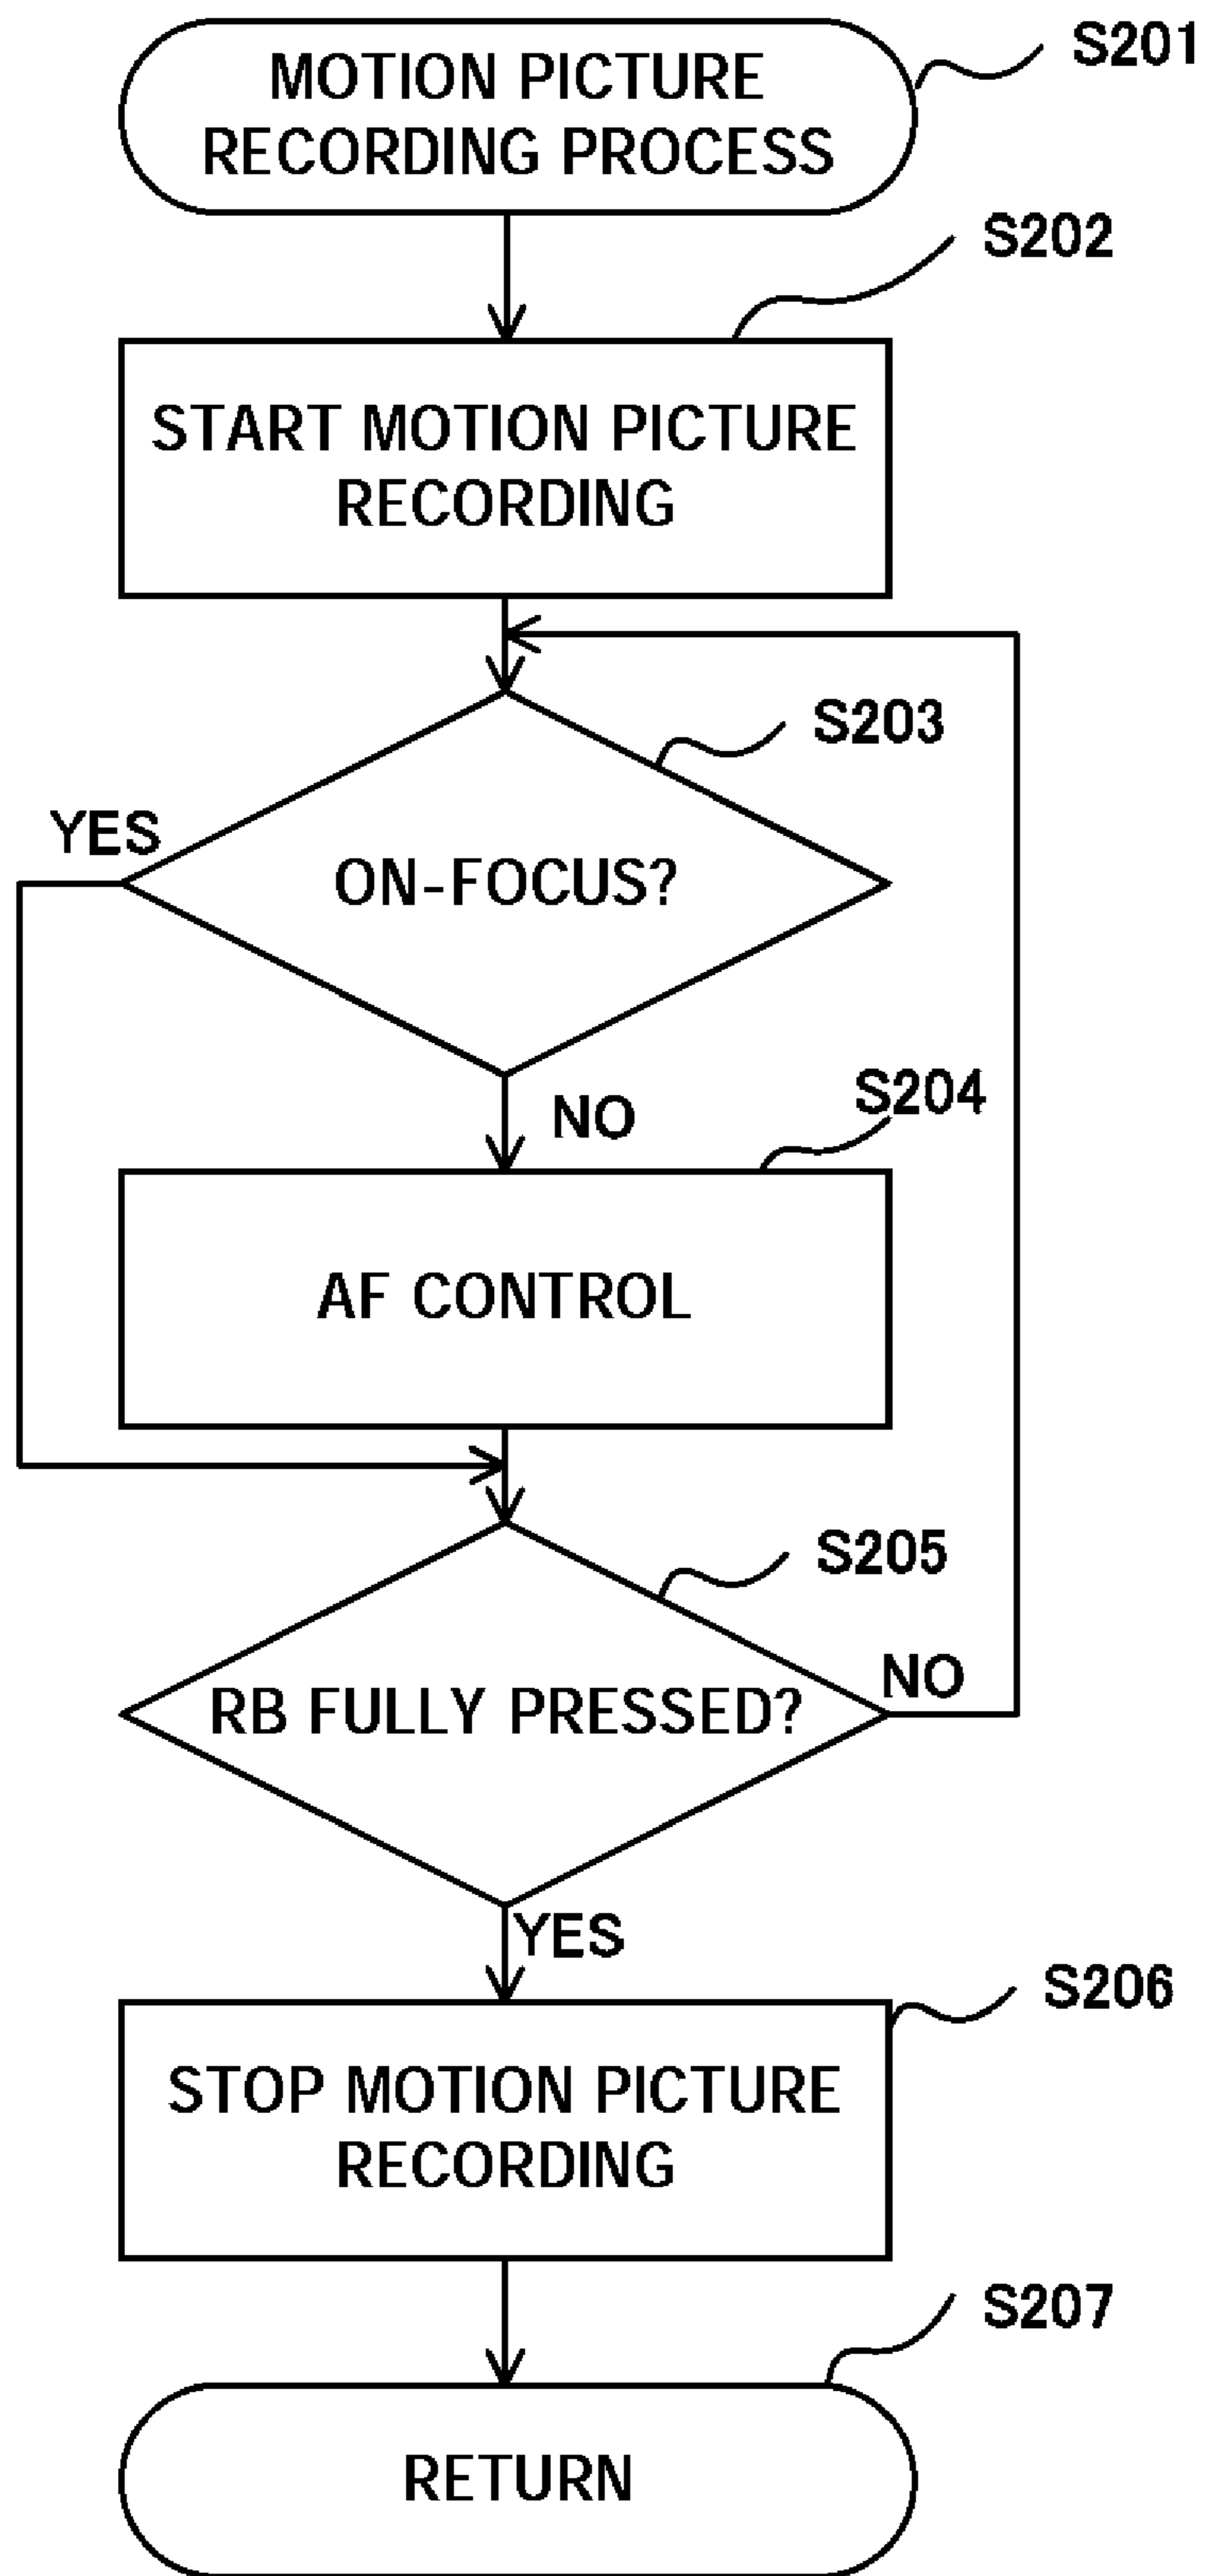 S201
MOTION PICTURE
RECORDING PROCESS
S202
START MOTION PICTURE
RECORDING
S203
YES
ON-FOCUS?
NO
S204
AF CONTROL
S205
RB FULLY PRESSED?
NO
YES
S206
STOP MOTION PICTURE
RECORDING
S207
RETURN